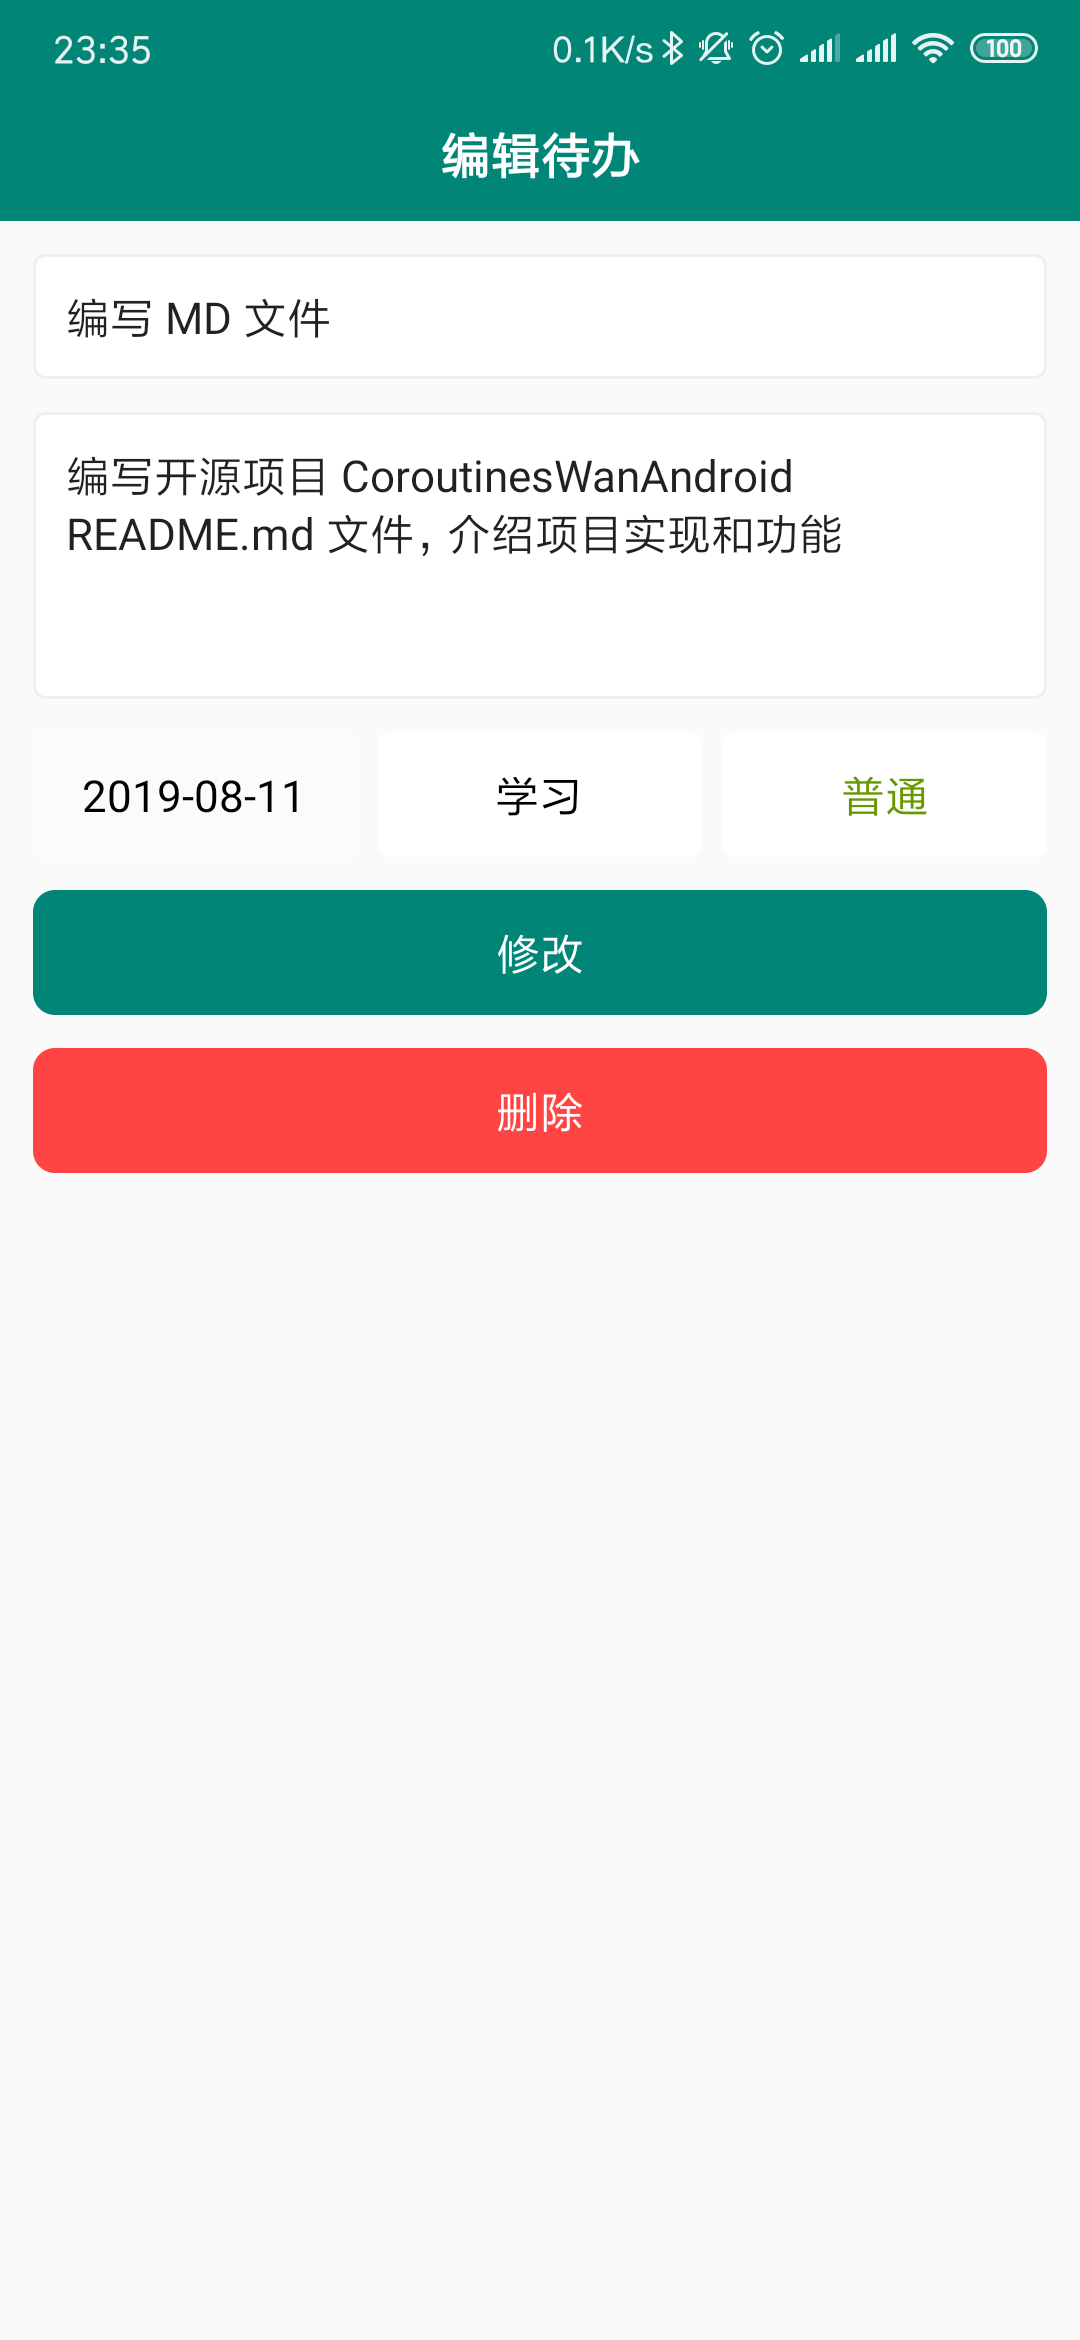 23:35 0.1K/s 100
编辑待办
编写 MD 文件
编写开源项目 CoroutinesWanAndroid
README.md 文件，介绍项目实现和功能
2019-08-11 学习 普通
修改
删除